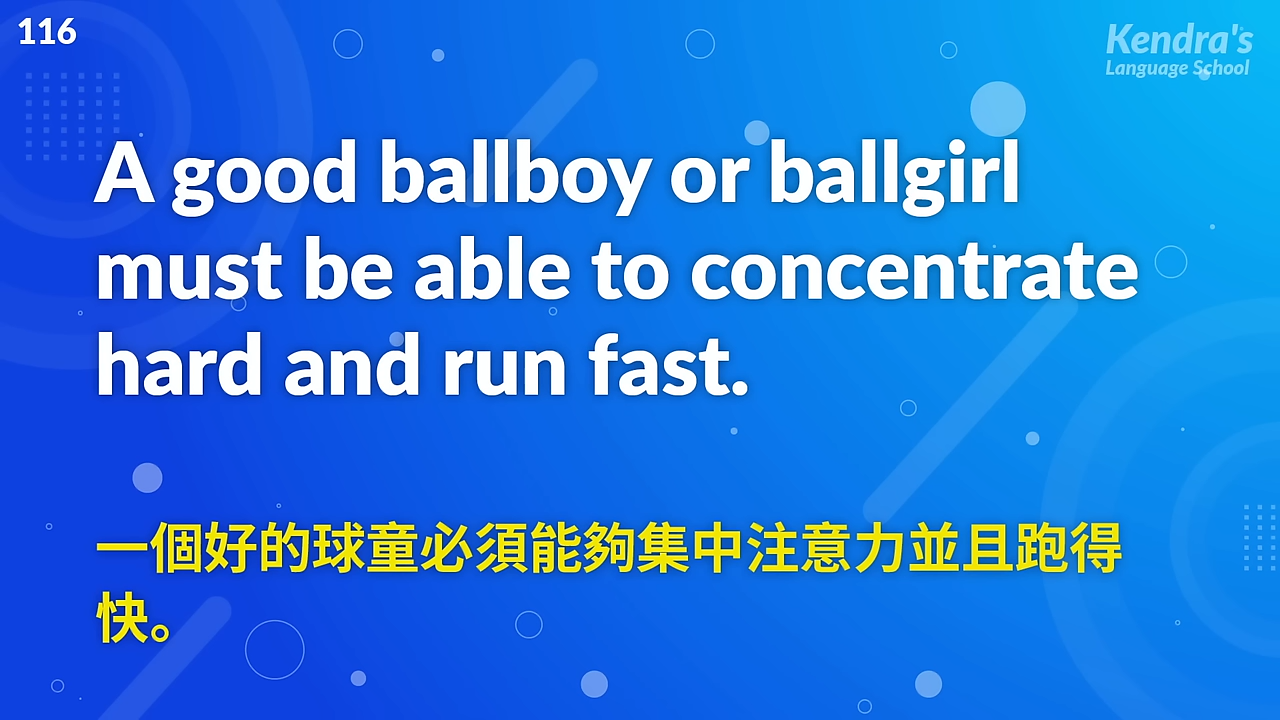 116
Kendra's
Language School
A good ballboy or ballgirl
must be able to concentrate
hard and run fast.
一個好的球童必須能夠集中注意力並且跑得
快。